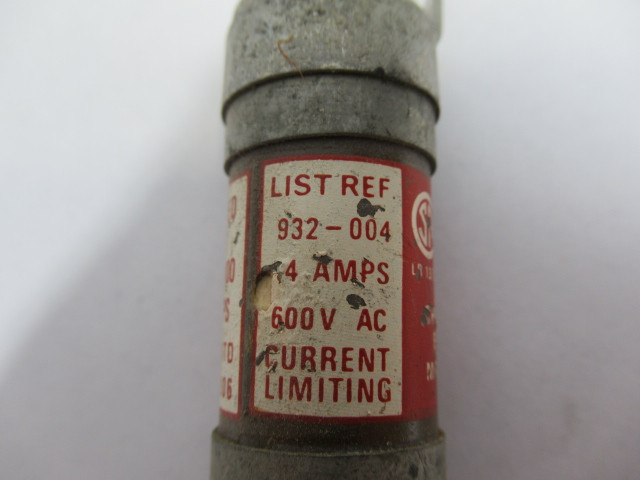 LIST REF
932-004
4 AMPS
600V AC
CURRENT
LIMITING